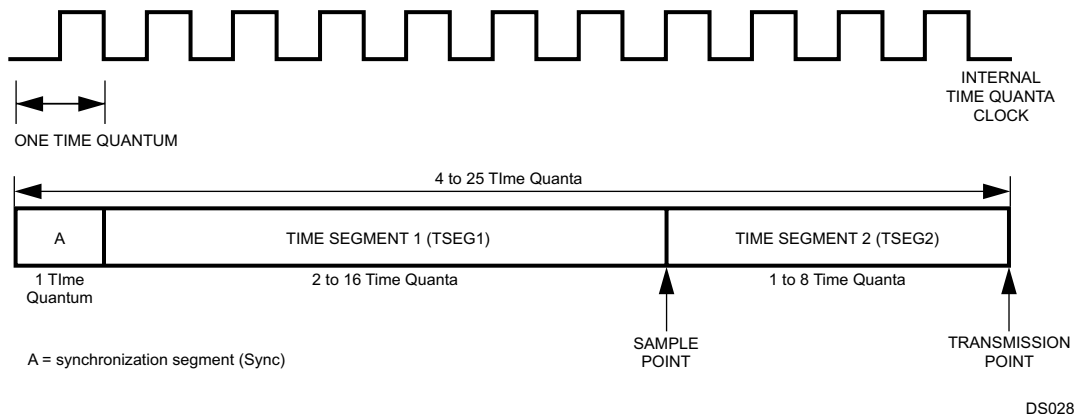 INTERNAL
TIME QUANTA
CLOCK
ONE TIME QUANTUM
4 to 25 TIme Quanta
A
TIME SEGMENT 1 (TSEG1)
TIME SEGMENT 2 (TSEG2)
1 TIme
Quantum
2 to 16 Time Quanta
1 to 8 Time Quanta
A = synchronization segment (Sync)
SAMPLE
POINT
TRANSMISSION
POINT
DS028